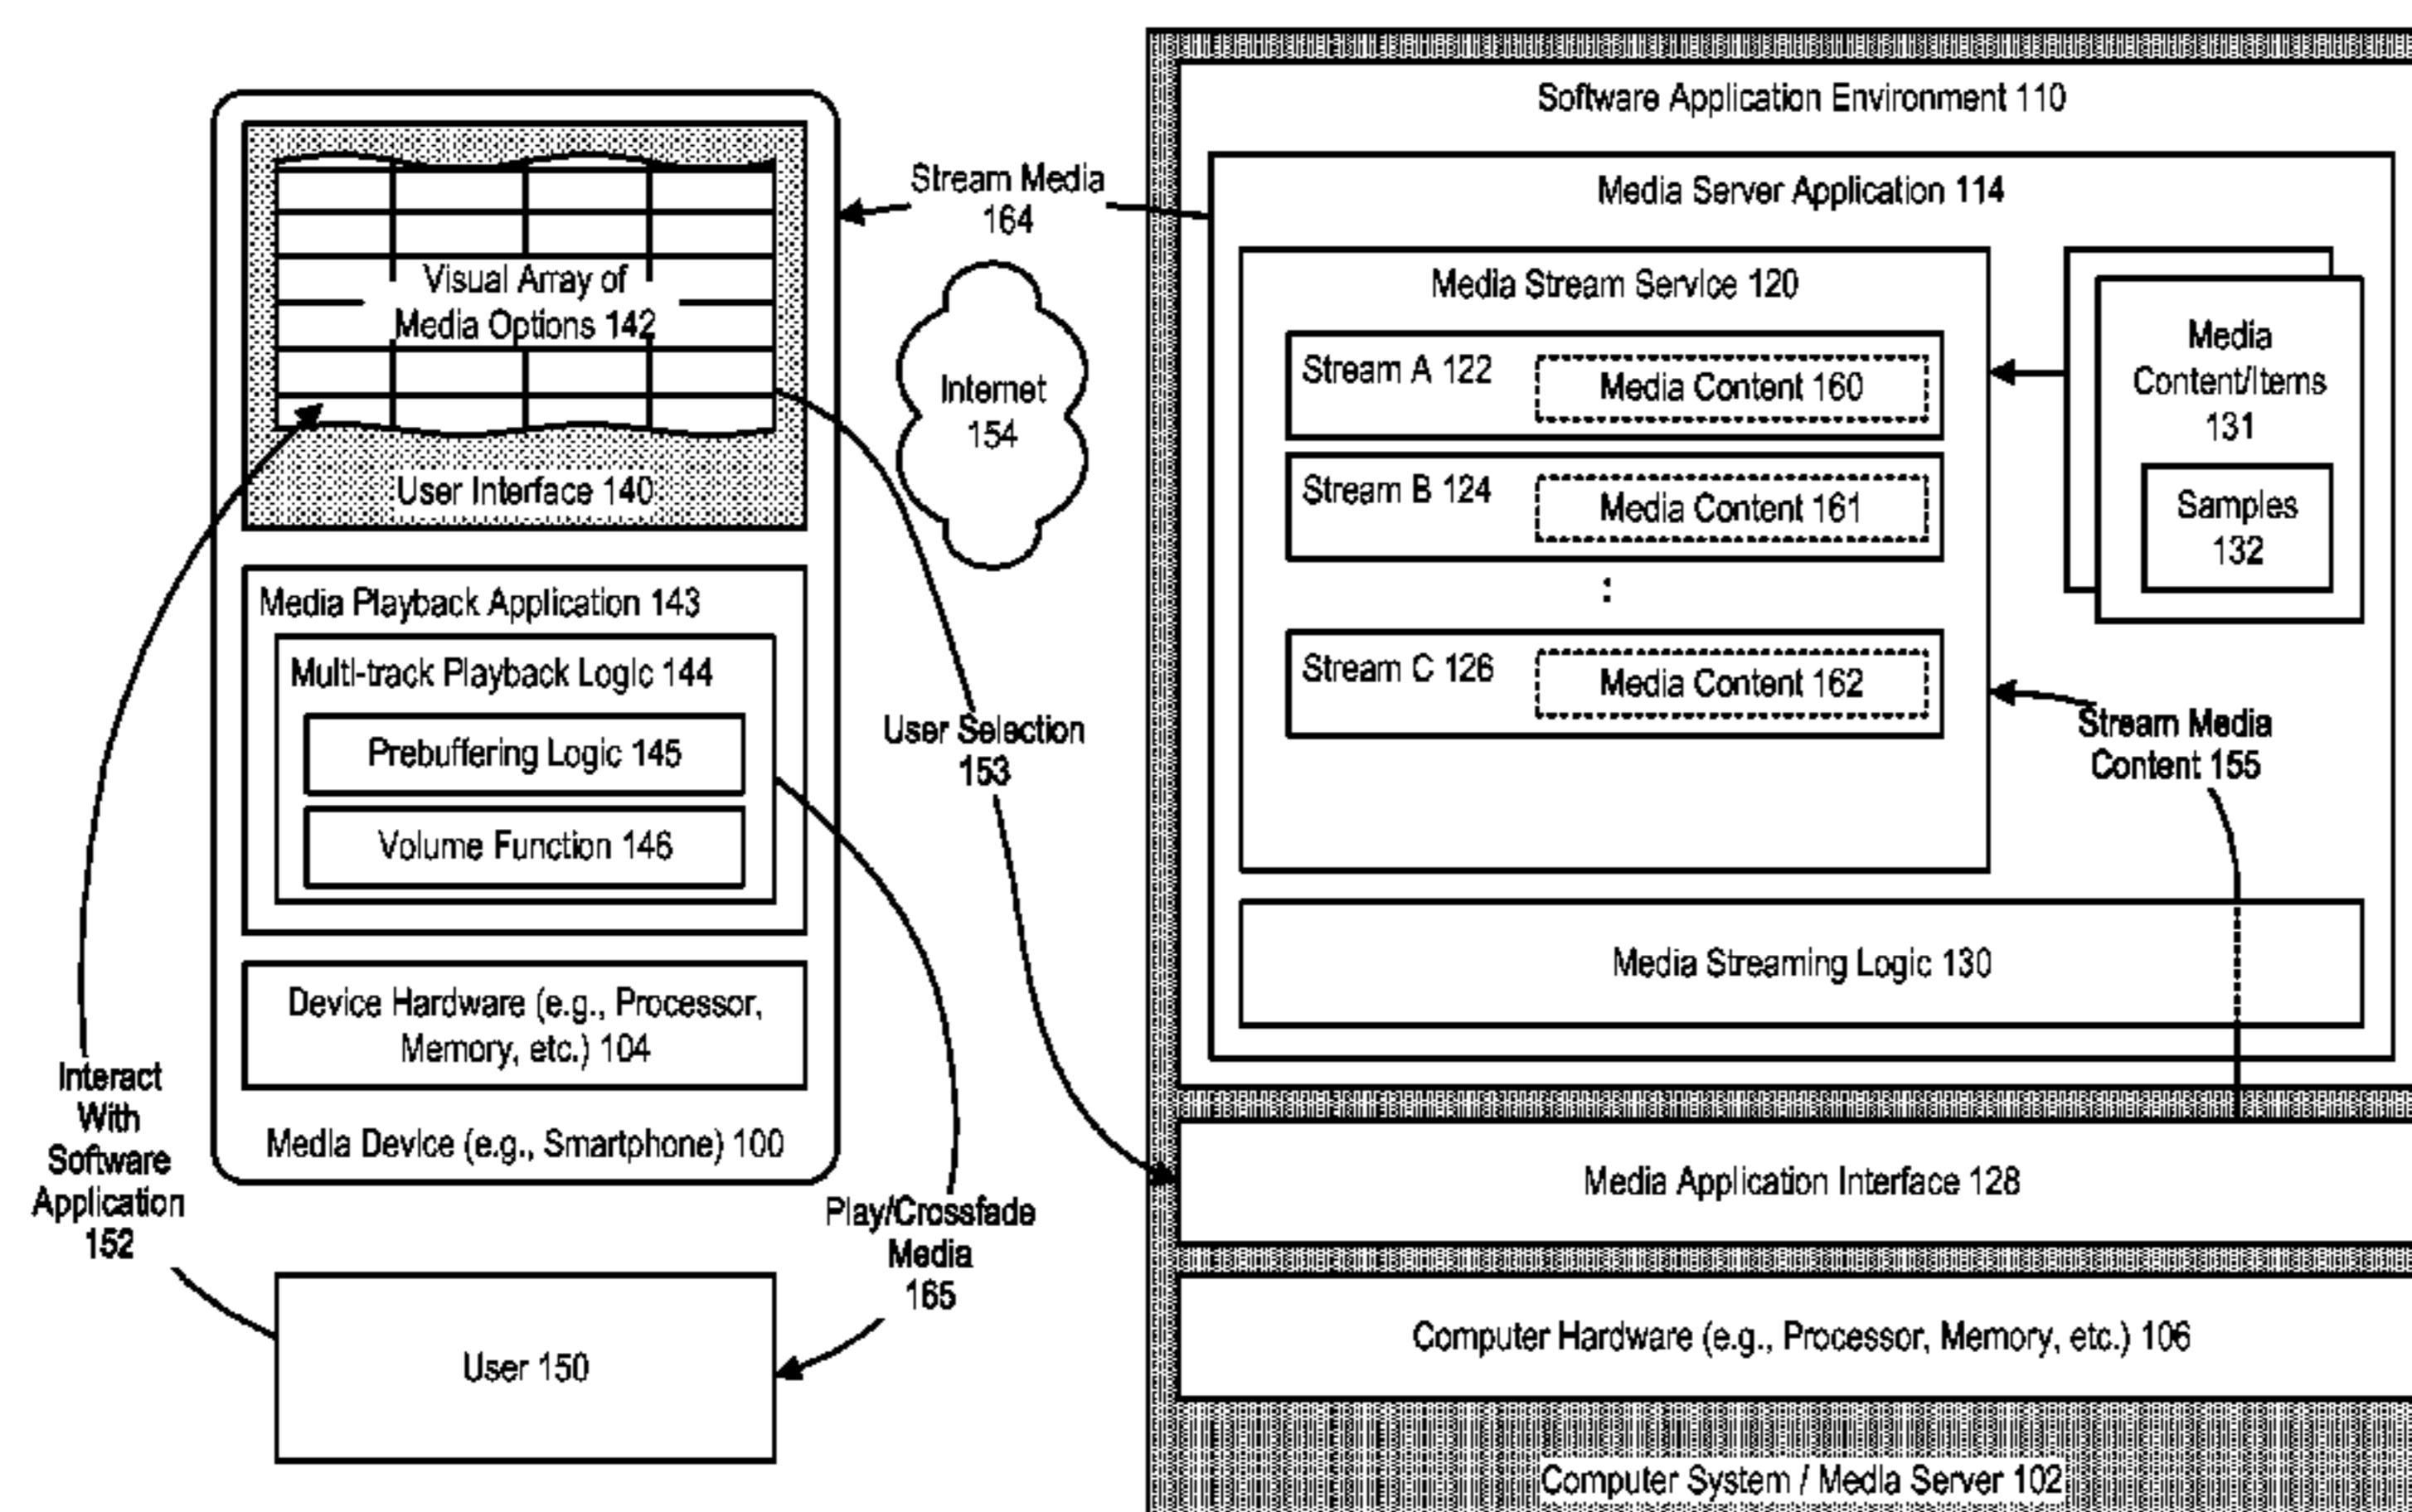 Software Application Environment 110
Media Server Application 114
Stream Media
164
Media Stream Service 120
Visual Array of
Media Options 142
Internet
154
Stream A 122
Media Content 160
Media
Content/Items
131
User Interface 140
Stream B 124
Media Content 161
Samples
132
:
Media Playback Application 143
Multi-track Playback Logic 144
Stream C 126
Media Content 162
Prebuffering Logic 145
User Selection
153
Stream Media
Content 155
Volume Function 146
Media Streaming Logic 130
Device Hardware (e.g., Processor,
Memory, etc.) 104
Interact
With
Software
Application
152
Media Device (e.g., Smartphone) 100
Media Application Interface 128
Play/Crossfade
Media
165
User 150
Computer Hardware (e.g., Processor, Memory, etc.) 106
Computer System / Media Server 102